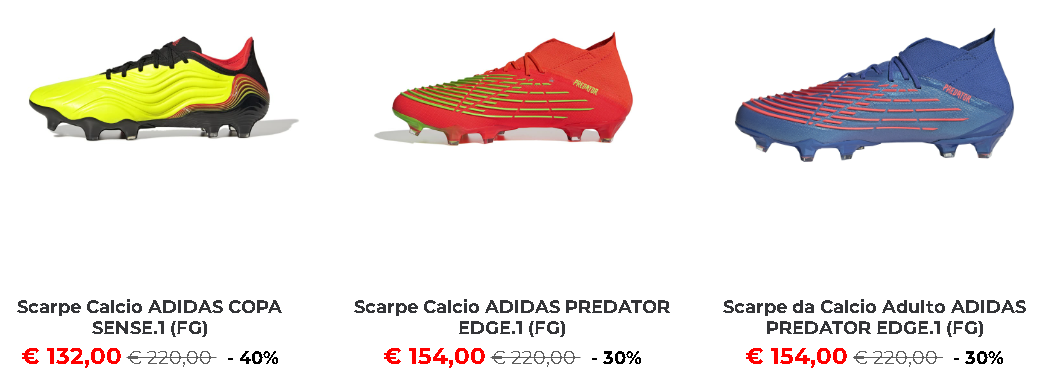 PREDATOR
PREDATOR
Scarpe Calcio ADIDAS COPA
SENSE.1 (FG)
€ 132,00 € 220,00 - 40%
Scarpe Calcio ADIDAS PREDATOR
EDGE.1 (FG)
€ 154,00 € 220,00 - 30%
Scarpe da Calcio Adulto ADIDAS
PREDATOR EDGE.1 (FG)
€ 154,00 € 220,00 - 30%